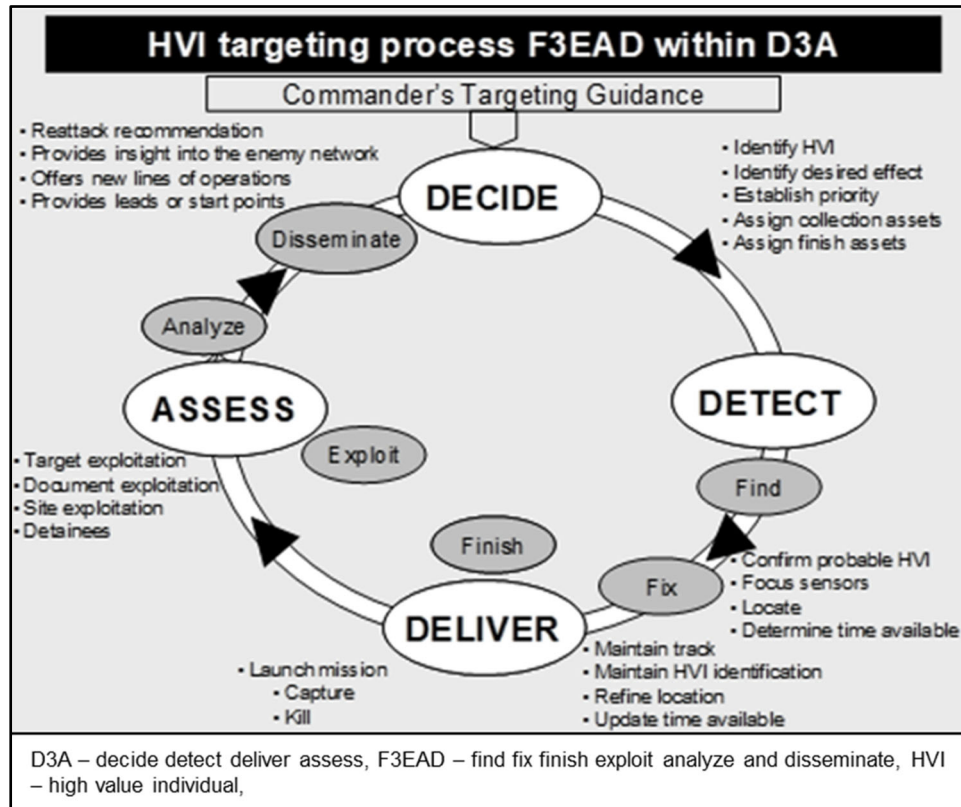 HVI targeting process F3EAD within D3A
Commander's Targeting Guidance
▪ Reattack recommendation
▪ Provides insight into the enemy network
▪ Offers new lines of operations
▪ Provides leads or start points
DECIDE
▪ Identify HVI
▪ Identify desired effect
▪ Establish priority
▪ Assign collection assets
▪ Assign finish assets
Disseminate
Analyze
ASSESS
DETECT
Exploit
▪ Target exploitation
▪ Document exploitation
▪ Site exploitation
▪ Detainees
Find
Finish
▪ Confirm probable HVI
▪ Focus sensors
▪ Locate
▪ Determine time available
Fix
DELIVER
▪ Maintain track
▪ Maintain HVI identification
▪ Refine location
▪ Update time available
▪ Launch mission
▪ Capture
▪ Kill
D3A – decide detect deliver assess, F3EAD – find fix finish exploit analyze and disseminate, HVI
– high value individual,